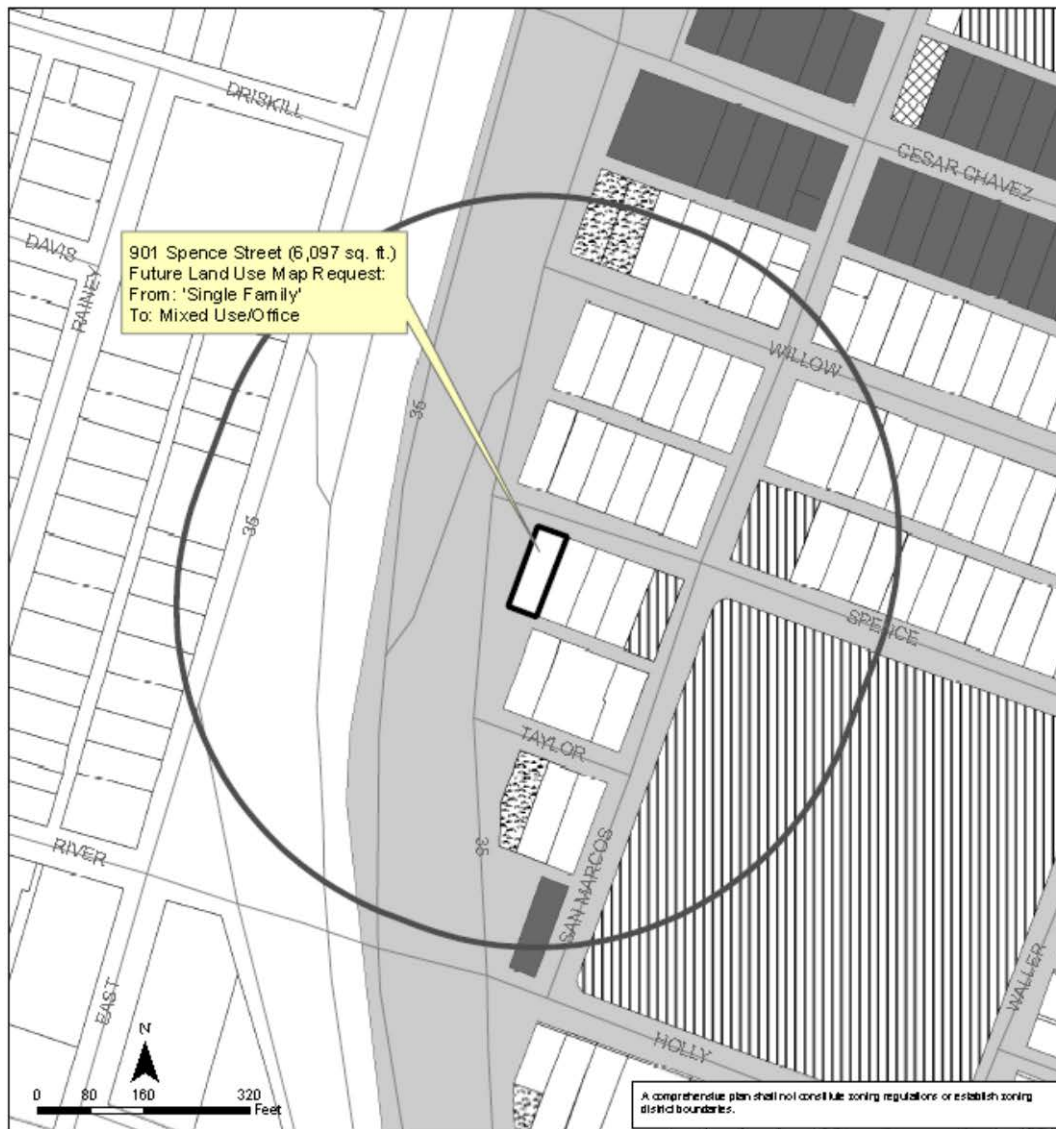 DRISKILL
CESAR CHAVEZ
DAVIS
RAINEY
901 Spence Street (6,097 sq. ft.)
Future Land Use Map Request:
From: 'Single Family'
To: Mixed Use/Office
WILLOW
35
35
SPENCE
TAYLOR
35
RIVER
SAN MARCOS
EAST
WALLER
HOLLY
N
0 80 160 320
Feet
A comprehensive plan shall not constitute zoning regulations or establish zoning
district boundaries.